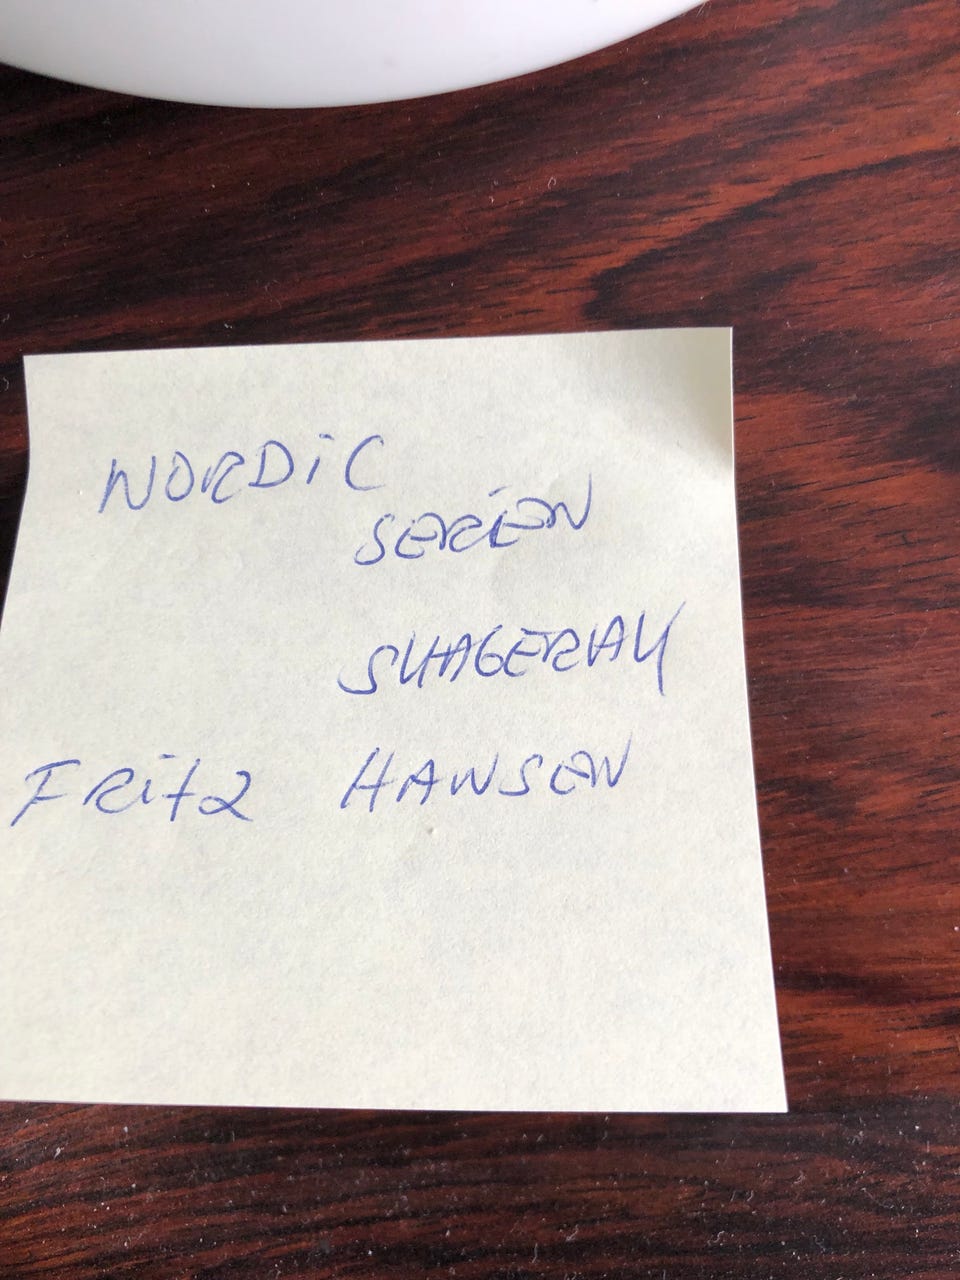 NORDiC
SERiEN
SKAGERAK
FRitz HANSEN